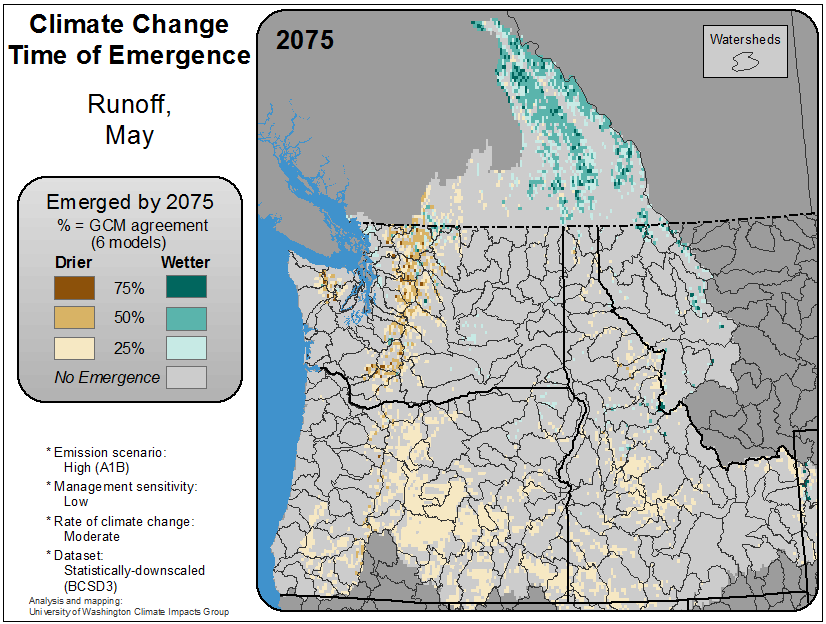 Climate Change
Time of Emergence
Runoff,
May
2075
Watersheds
Emerged by 2075
% = GCM agreement
(6 models)
Drier Wetter
75%
50%
25%
No Emergence
* Emission scenario:
High (A1B)
* Management sensitivity:
Low
* Rate of climate change:
Moderate
* Dataset:
Statistically-downscaled
(BCSD3)
Analysis and mapping:
University of Washington Climate Impacts Group